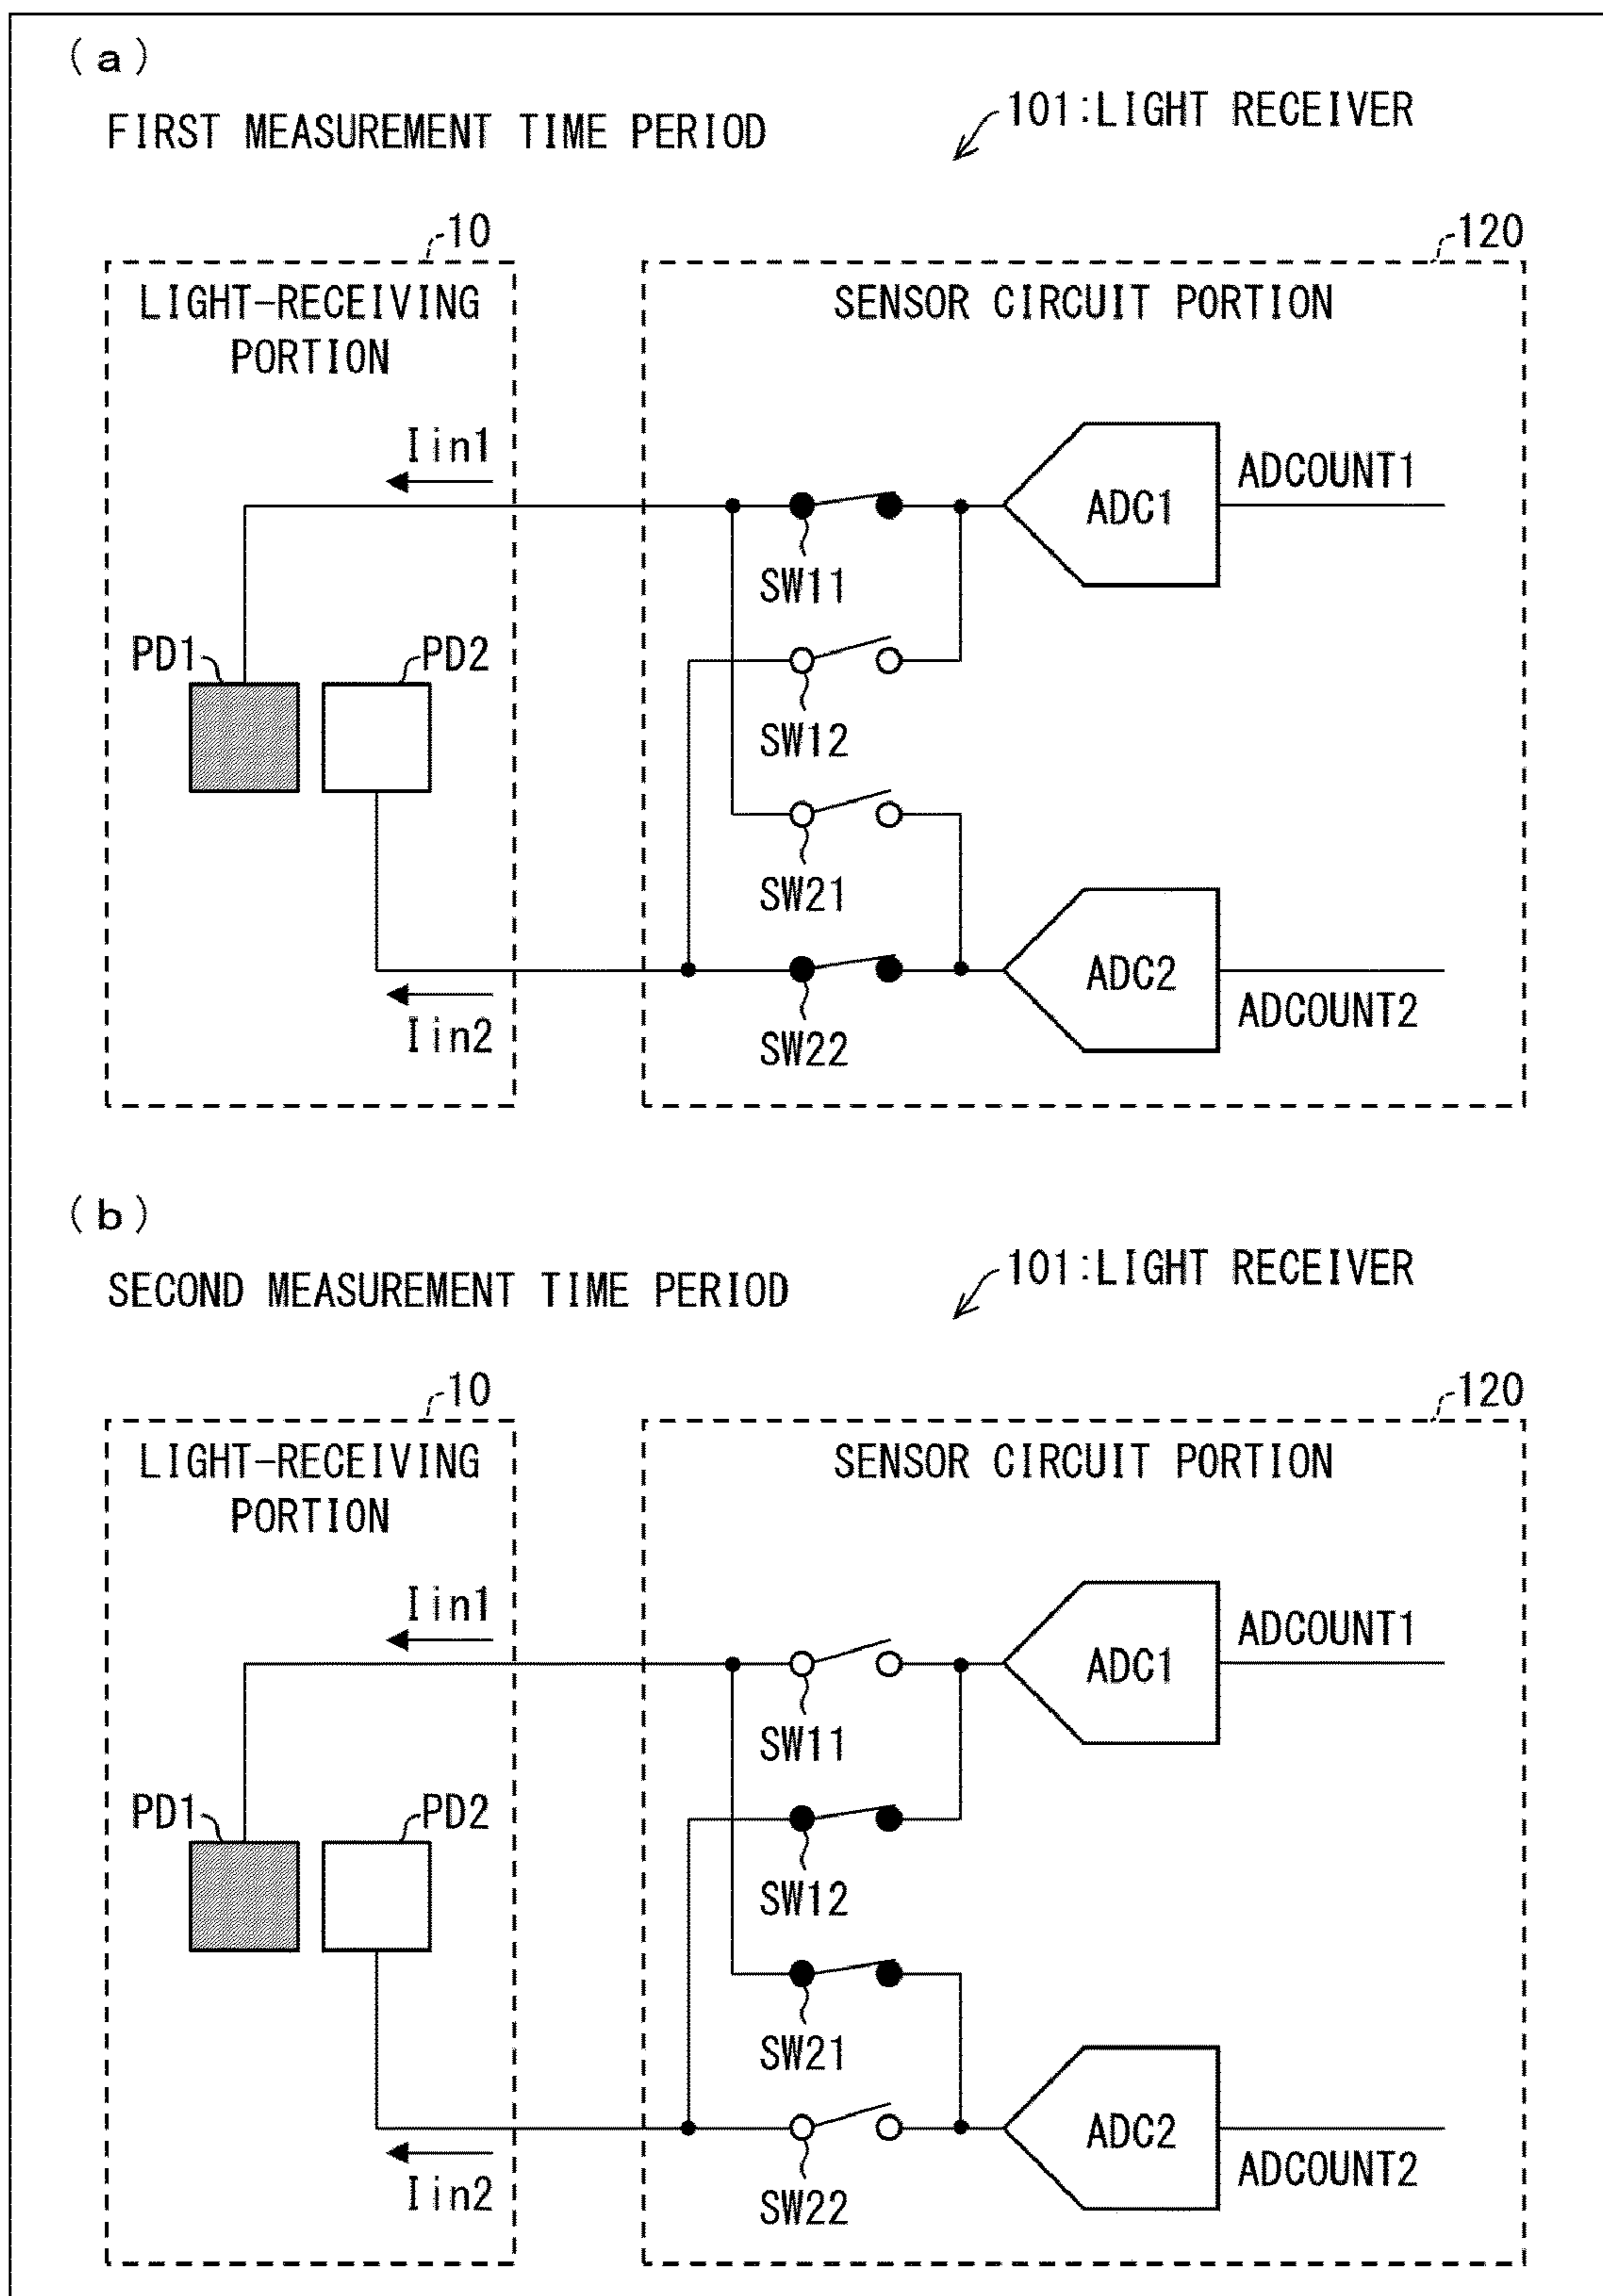 (a)
FIRST MEASUREMENT TIME PERIOD
101:LIGHT RECEIVER
10
120
LIGHT-RECEIVING
PORTION
SENSOR CIRCUIT PORTION
Iin1
ADCOUNT1
ADC1
SW11
PD1
PD2
SW12
SW21
ADC2
ADCOUNT2
Iin2
SW22
(b)
SECOND MEASUREMENT TIME PERIOD
101:LIGHT RECEIVER
10
120
LIGHT-RECEIVING
PORTION
SENSOR CIRCUIT PORTION
Iin1
ADCOUNT1
ADC1
SW11
PD1
PD2
SW12
SW21
ADC2
ADCOUNT2
Iin2
SW22